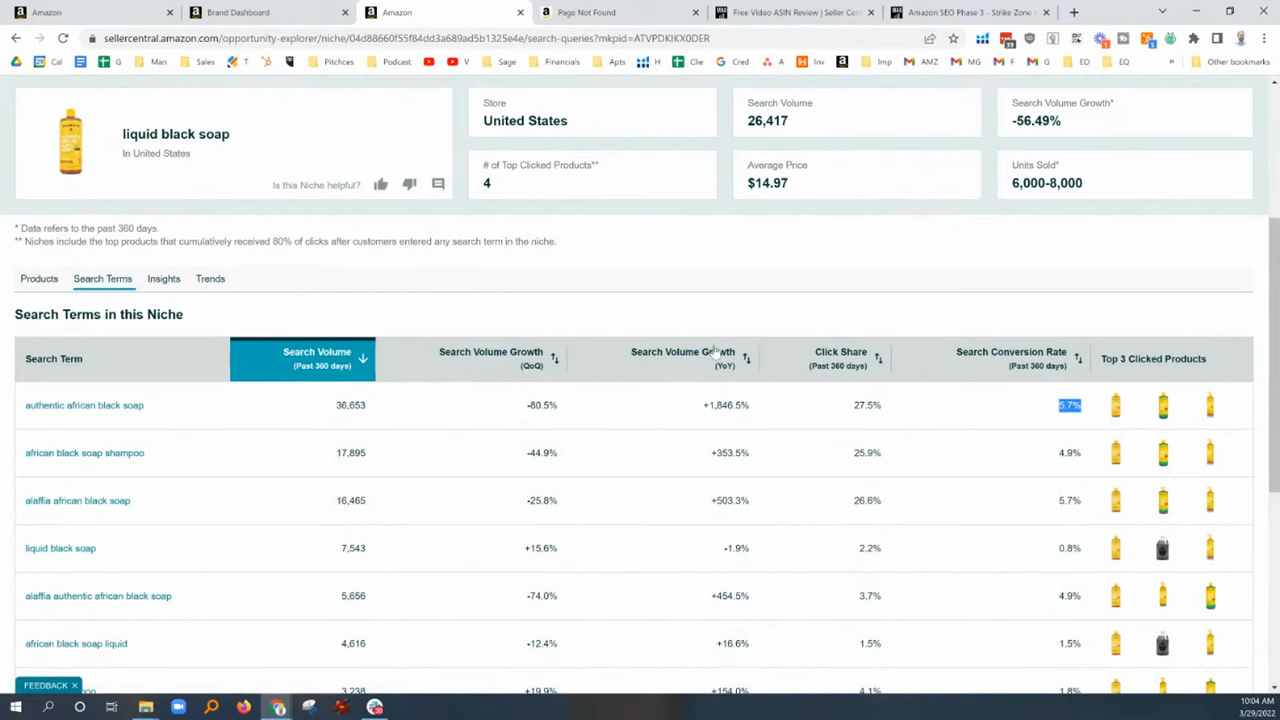 Amazon
Brand Dashboard
Amazon
Page Not Found
Free Video ASIN Review | Seller Cen
Amazon SEO Phase 3 - Strike Zone
sellercentral.amazon.com/opportunity-explorer/niche/04d88660f55f84dd3a689ad5b1325e4e/search-queries?mkpid=ATVPDKIKX0DER
Cal
G
Man
Sales
T
Pitchces
Podcast
V
Sage
Financials
Apts
H
Clie
Cred
A
Inv
Imp
AMZ
MG
F
G
EO
EQ
Other bookmarks
liquid black soap
In United States
Is this Niche helpful?
Store
United States
Search Volume
26,417
Search Volume Growth*
-56.49%
# of Top Clicked Products**
4
Average Price
$14.97
Units Sold*
6,000-8,000
* Data refers to the past 360 days.
** Niches include the top products that cumulatively received 80% of clicks after customers entered any search term in the niche.
Products Search Terms Insights Trends
Search Terms in this Niche
Search Term
Search Volume
(Past 360 days)
Search Volume Growth
(QoQ)
Search Volume Growth
(YoY)
Click Share
(Past 360 days)
Search Conversion Rate
(Past 360 days)
Top 3 Clicked Products
authentic african black soap 36,653 -80.5% +1,846.5% 27.5% 5.7%
african black soap shampoo 17,895 -44.9% +353.5% 25.9% 4.9%
alaffia african black soap 16,465 -25.8% +503.3% 26.6% 5.7%
liquid black soap 7,543 +15.6% -1.9% 2.2% 0.8%
alaffia authentic african black soap 5,656 -74.0% +454.5% 3.7% 4.9%
african black soap liquid 4,616 -12.4% +16.6% 1.5% 1.5%
3,238 +19.9% +154.0% 4.1% 1.8%
FEEDBACK ×
10:04 AM
3/29/2022